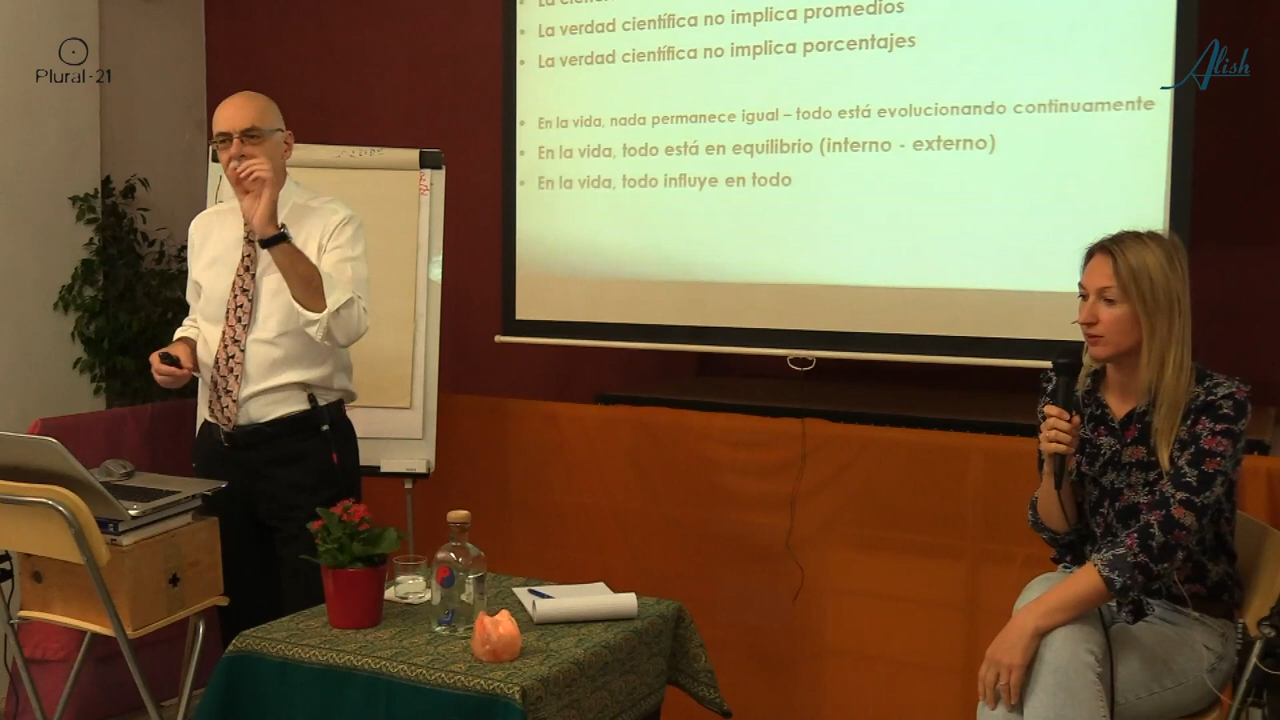 La
• La verdad científica no implica promedios
• La verdad científica no implica porcentajes
• En la vida, nada permanece igual – todo está evolucionando continuamente
• En la vida, todo está en equilibrio (interno - externo)
• En la vida, todo influye en todo
Plural-21
Alish